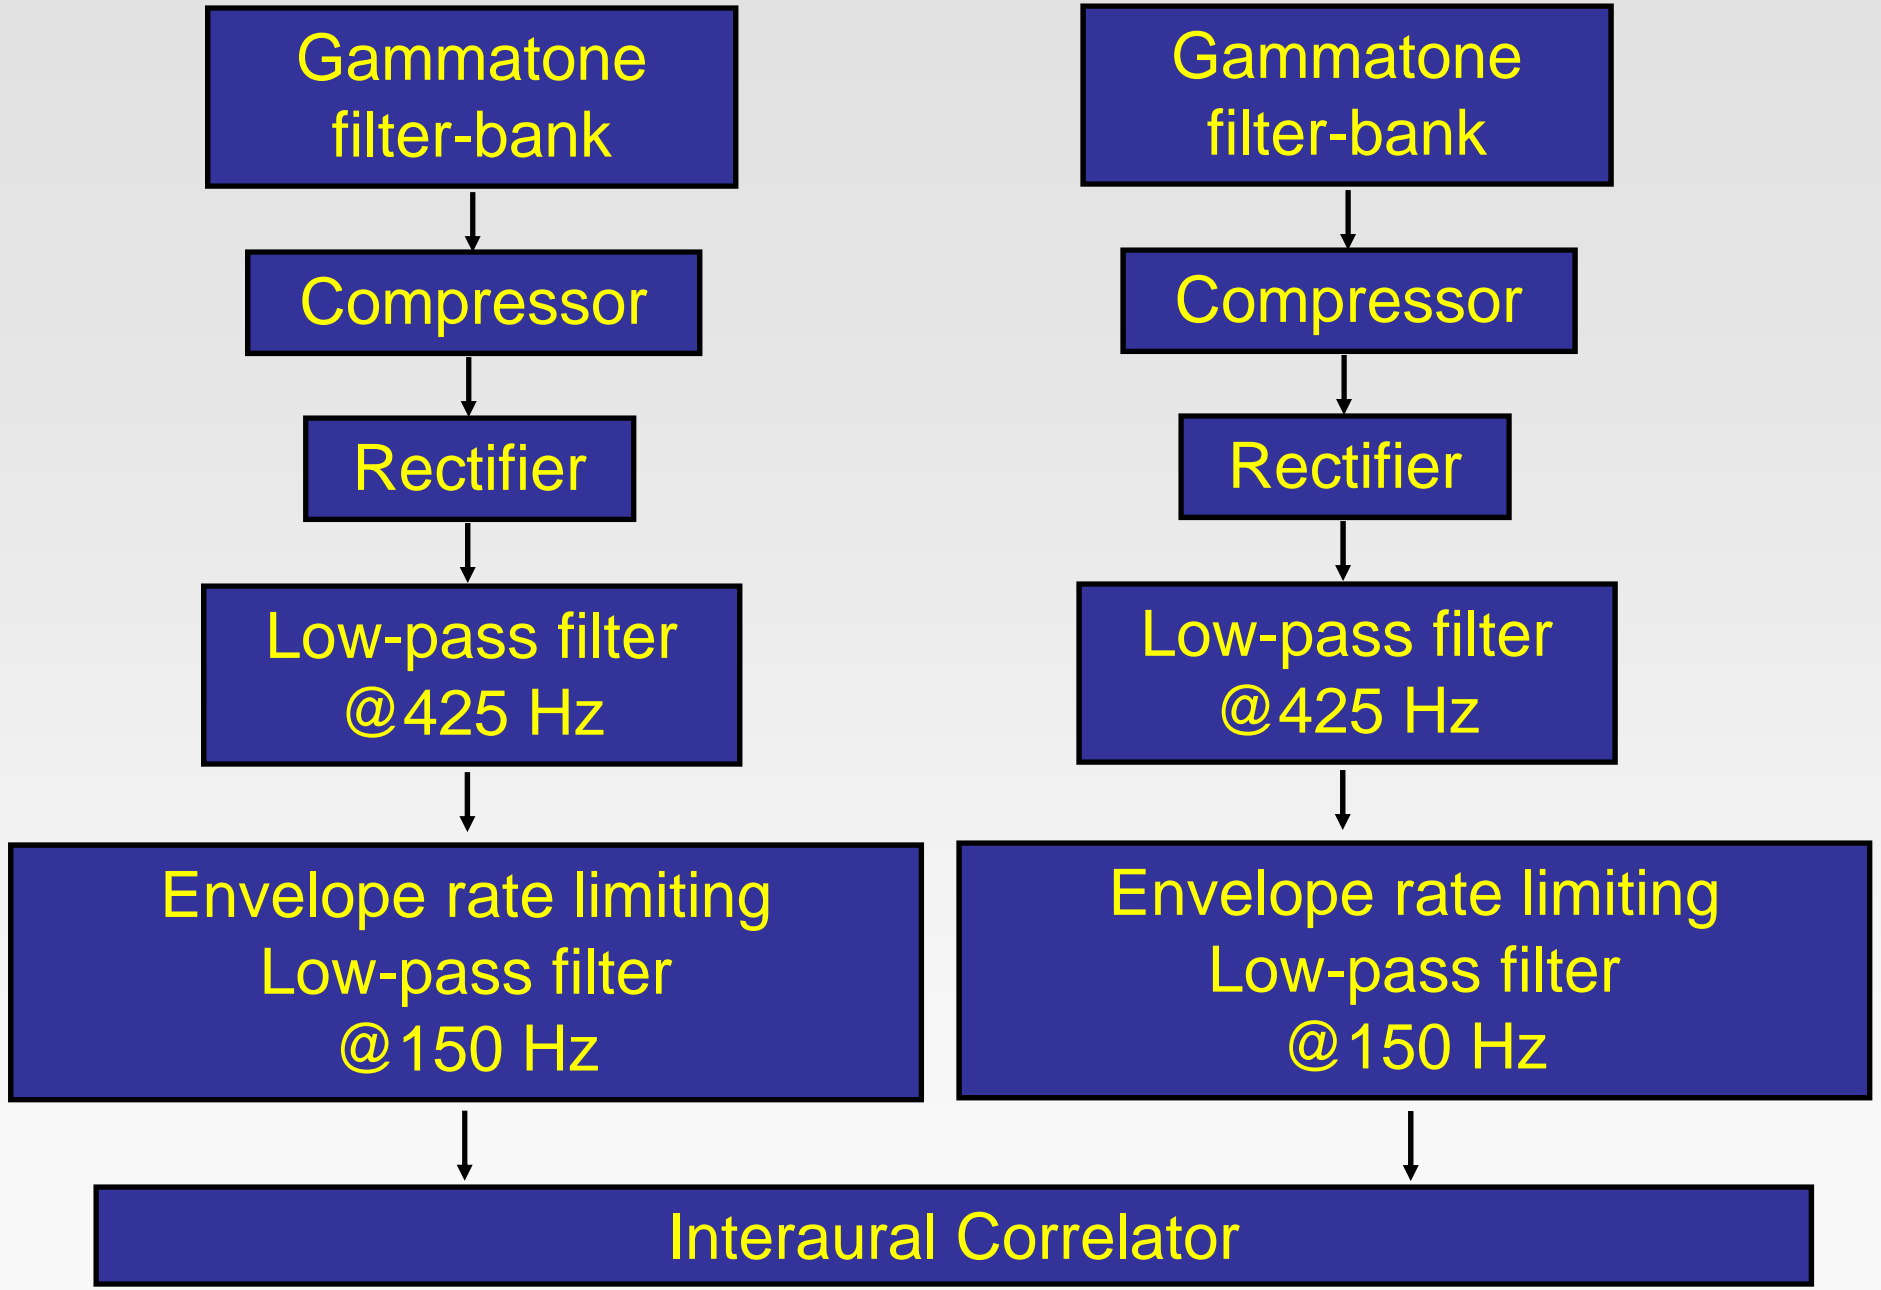 Gammatone
filter-bank
Compressor
Rectifier
Low-pass filter
@425 Hz
Envelope rate limiting
Low-pass filter
@150 Hz
Gammatone
filter-bank
Compressor
Rectifier
Low-pass filter
@425 Hz
Envelope rate limiting
Low-pass filter
@150 Hz
Interaural Correlator